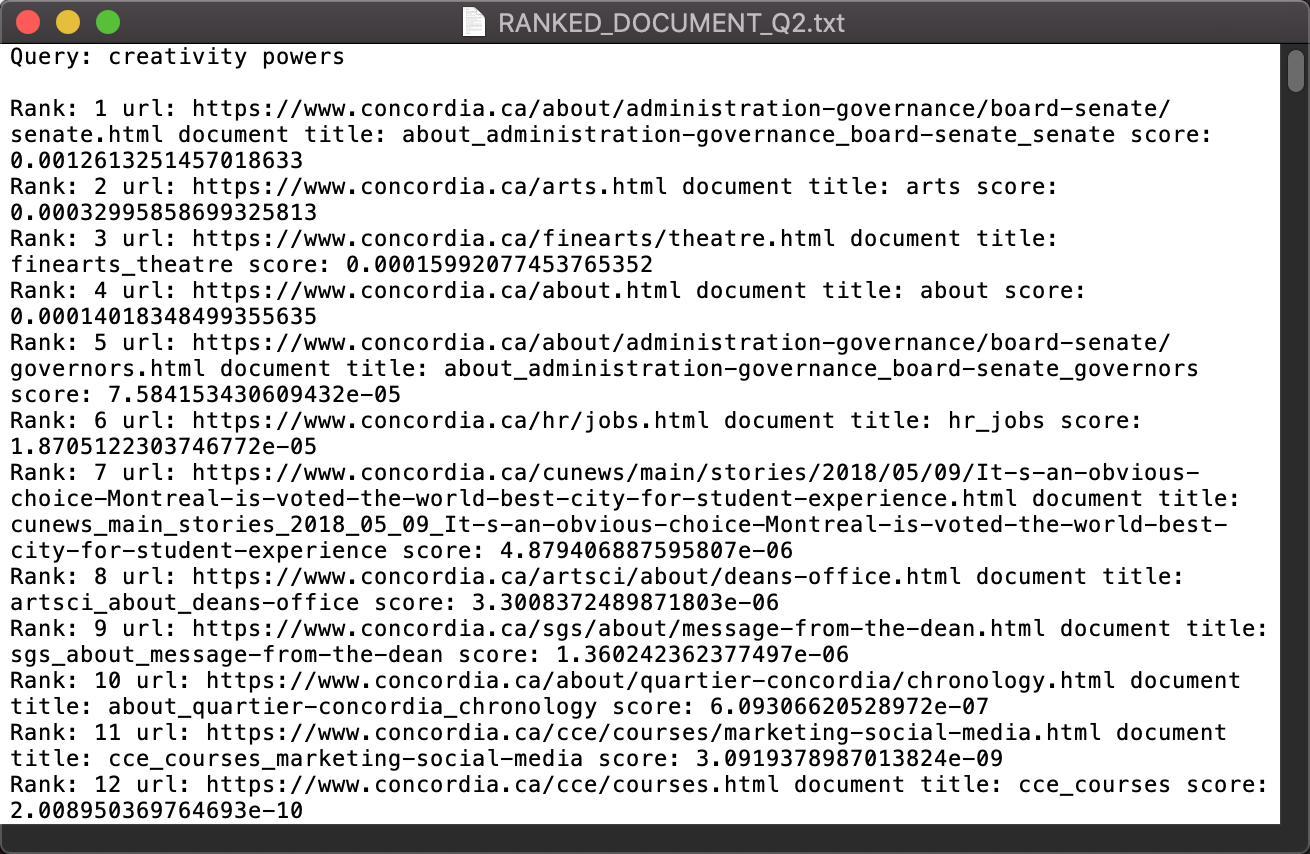 RANKED_DOCUMENT_Q2.txt
Query: creativity powers
Rank: 1 url: https://www.concordia.ca/about/administration-governance/board-senate/
senate.html document title: about_administration-governance_board-senate_senate score:
0.0012613251457018633
Rank: 2 url: https://www.concordia.ca/arts.html document title: arts score:
0.00032995858699325813
Rank: 3 url: https://www.concordia.ca/finearts/theatre.html document title:
finearts_theatre score: 0.00015992077453765352
Rank: 4 url: https://www.concordia.ca/about.html document title: about score:
0.00014018348499355635
Rank: 5 url: https://www.concordia.ca/about/administration-governance/board-senate/
governors.html document title: about_administration-governance_board-senate_governors
score: 7.584153430609432e-05
Rank: 6 url: https://www.concordia.ca/hr/jobs.html document title: hr_jobs score:
1.8705122303746772e-05
Rank: 7 url: https://www.concordia.ca/cunews/main/stories/2018/05/09/It-s-an-obvious-
choice-Montreal-is-voted-the-world-best-city-for-student-experience.html document title:
cunews_main_stories_2018_05_09_It-s-an-obvious-choice-Montreal-is-voted-the-world-best-
city-for-student-experience score: 4.879406887595807e-06
Rank: 8 url: https://www.concordia.ca/artsci/about/deans-office.html document title:
artsci_about_deans-office score: 3.3008372489871803e-06
Rank: 9 url: https://www.concordia.ca/sgs/about/message-from-the-dean.html document title:
sgs_about_message-from-the-dean score: 1.360242362377497e-06
Rank: 10 url: https://www.concordia.ca/about/quartier-concordia/chronology.html document
title: about_quartier-concordia_chronology score: 6.09306620528972e-07
Rank: 11 url: https://www.concordia.ca/cce/courses/marketing-social-media.html document
title: cce_courses_marketing-social-media score: 3.0919378987013824e-09
Rank: 12 url: https://www.concordia.ca/cce/courses.html document title: cce_courses score:
2.008950369764693e-10